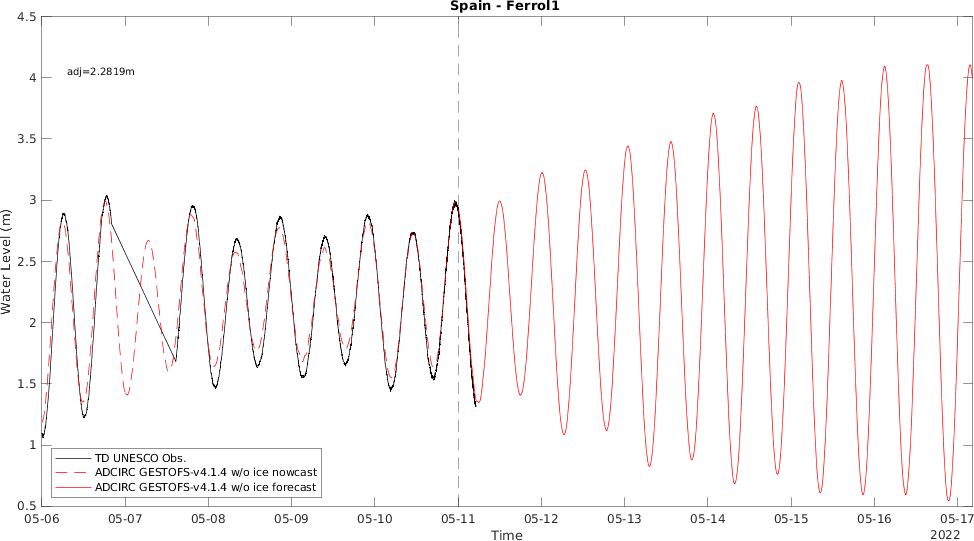 Spain - Ferrol1
adj=2.2819m
Water Level (m)
4.5
4
3.5
3
2.5
2
1.5
1
0.5
TD UNESCO Obs.
ADCIRC GESTOFS-v4.1.4 w/o ice nowcast
ADCIRC GESTOFS-v4.1.4 w/o ice forecast
05-06 05-07 05-08 05-09 05-10 05-11 05-12 05-13 05-14 05-15 05-16 05-17
Time
2022